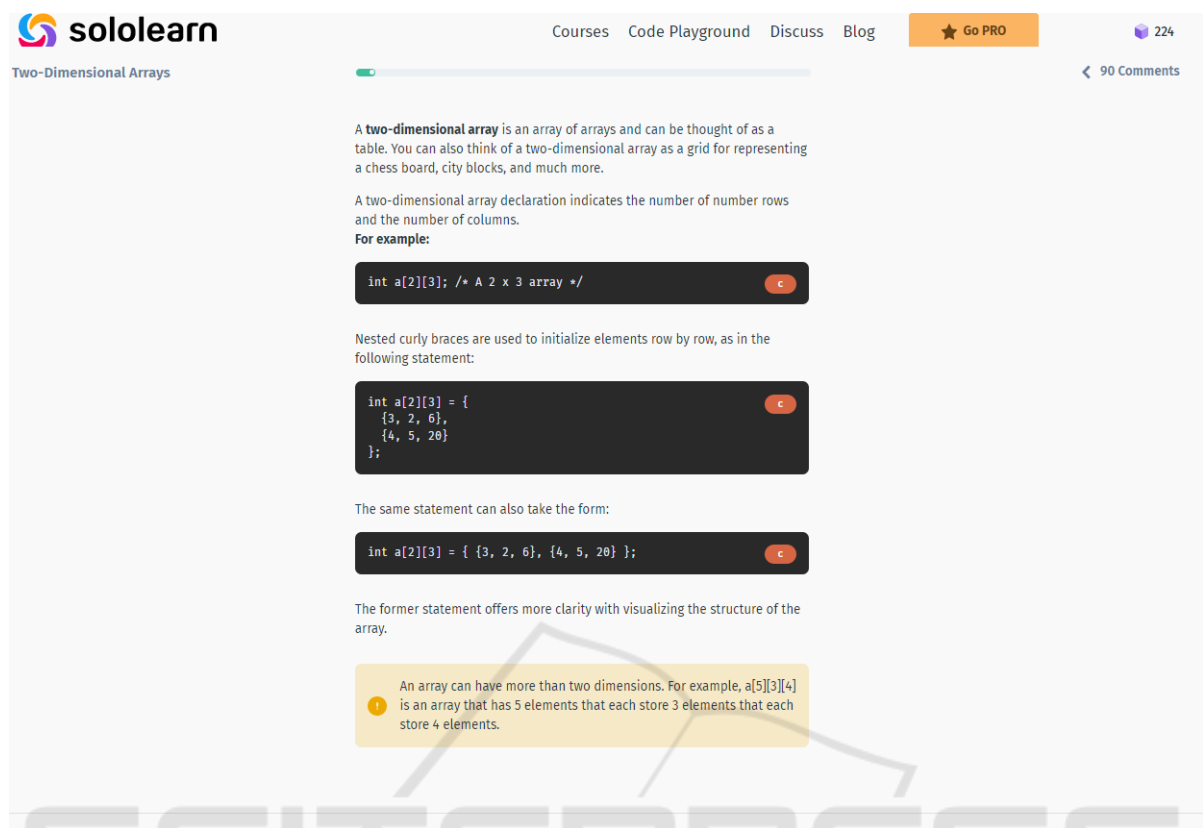 sololearn
Courses Code Playground Discuss Blog Go PRO 224
Two-Dimensional Arrays
90 Comments
A two-dimensional array is an array of arrays and can be thought of as a
table. You can also think of a two-dimensional array as a grid for representing
a chess board, city blocks, and much more.
A two-dimensional array declaration indicates the number of number rows
and the number of columns.
For example:
int a[2][3]; /* A 2 x 3 array */
C
Nested curly braces are used to initialize elements row by row, as in the
following statement:
int a[2][3] = {
C
{3, 2, 6},
{4, 5, 20}
};
The same statement can also take the form:
int a[2][3] = { {3, 2, 6}, {4, 5, 20} };
C
The former statement offers more clarity with visualizing the structure of the
array.
An array can have more than two dimensions. For example, a[5][3][4]
is an array that has 5 elements that each store 3 elements that each
store 4 elements.